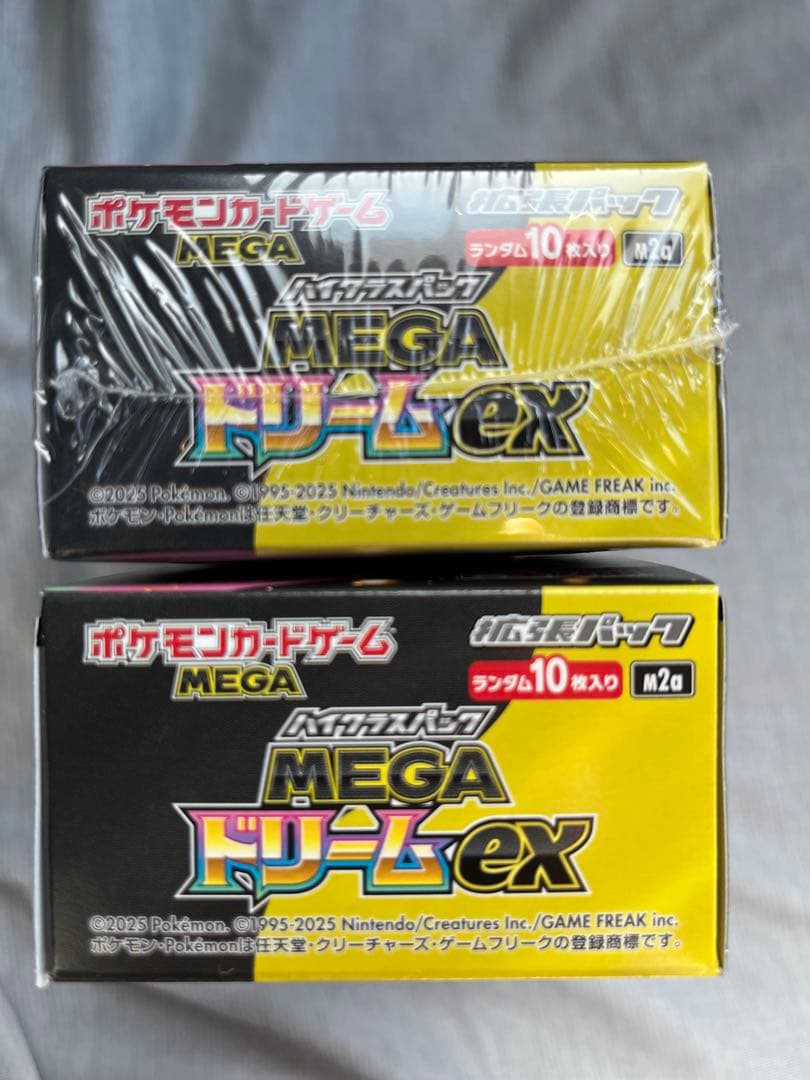 ポケモンカードゲーム
MEGA
拡張パック
ランダム10枚入り
M2a
ハイクラスパック
MEGA
ドリームex
©2025 Pokémon. ©1995-2025 Nintendo/Creatures Inc./GAME FREAK inc.
ポケモン・Pokémonは任天堂・クリーチャーズ・ゲームフリークの登録商標です。
ポケモンカードゲーム
MEGA
拡張パック
ランダム10枚入り
M2a
ハイクラスパック
MEGA
ドリームex
©2025 Pokémon. ©1995-2025 Nintendo/Creatures Inc./GAME FREAK inc.
ポケモン・Pokémonは任天堂・クリーチャーズ・ゲームフリークの登録商標です。